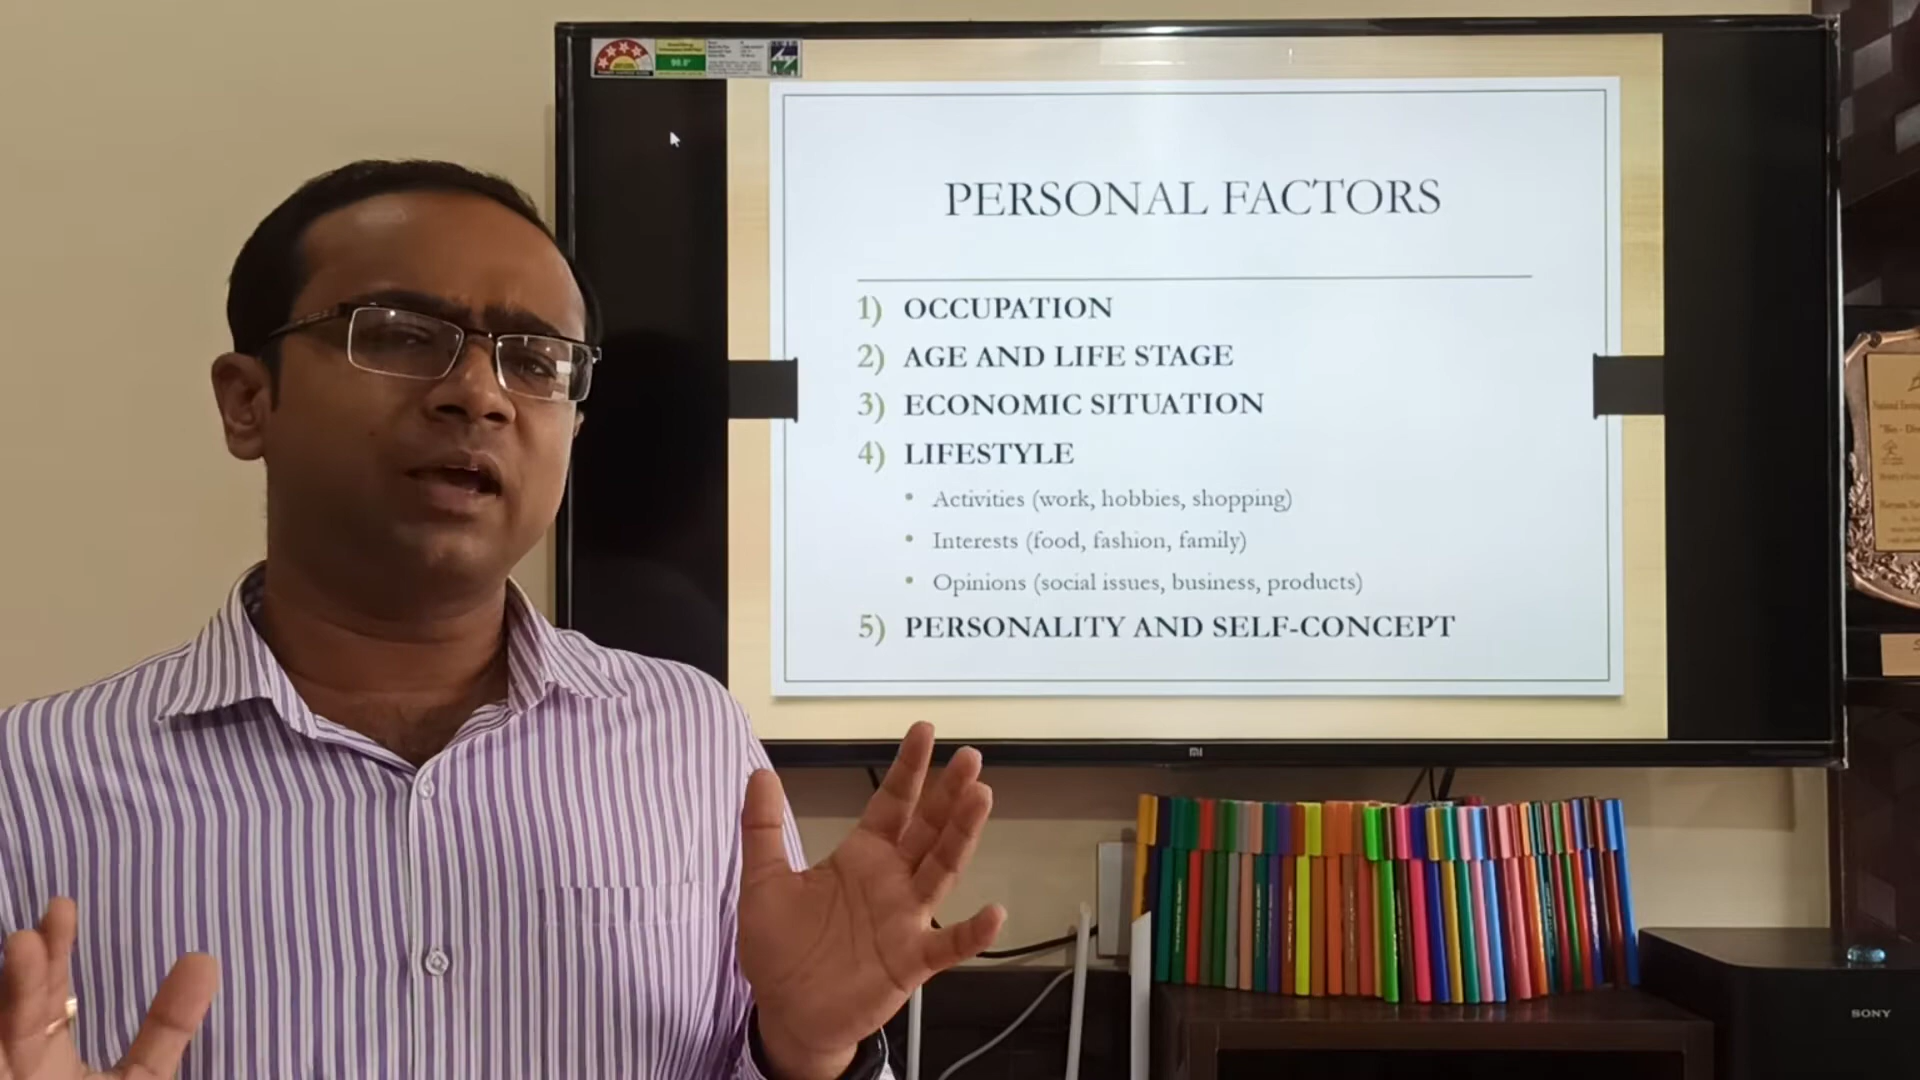 PERSONAL FACTORS
1) OCCUPATION
2) AGE AND LIFE STAGE
3) ECONOMIC SITUATION
4) LIFESTYLE
• Activities (work, hobbies, shopping)
• Interests (food, fashion, family)
• Opinions (social issues, business, products)
5) PERSONALITY AND SELF-CONCEPT
mi
SONY